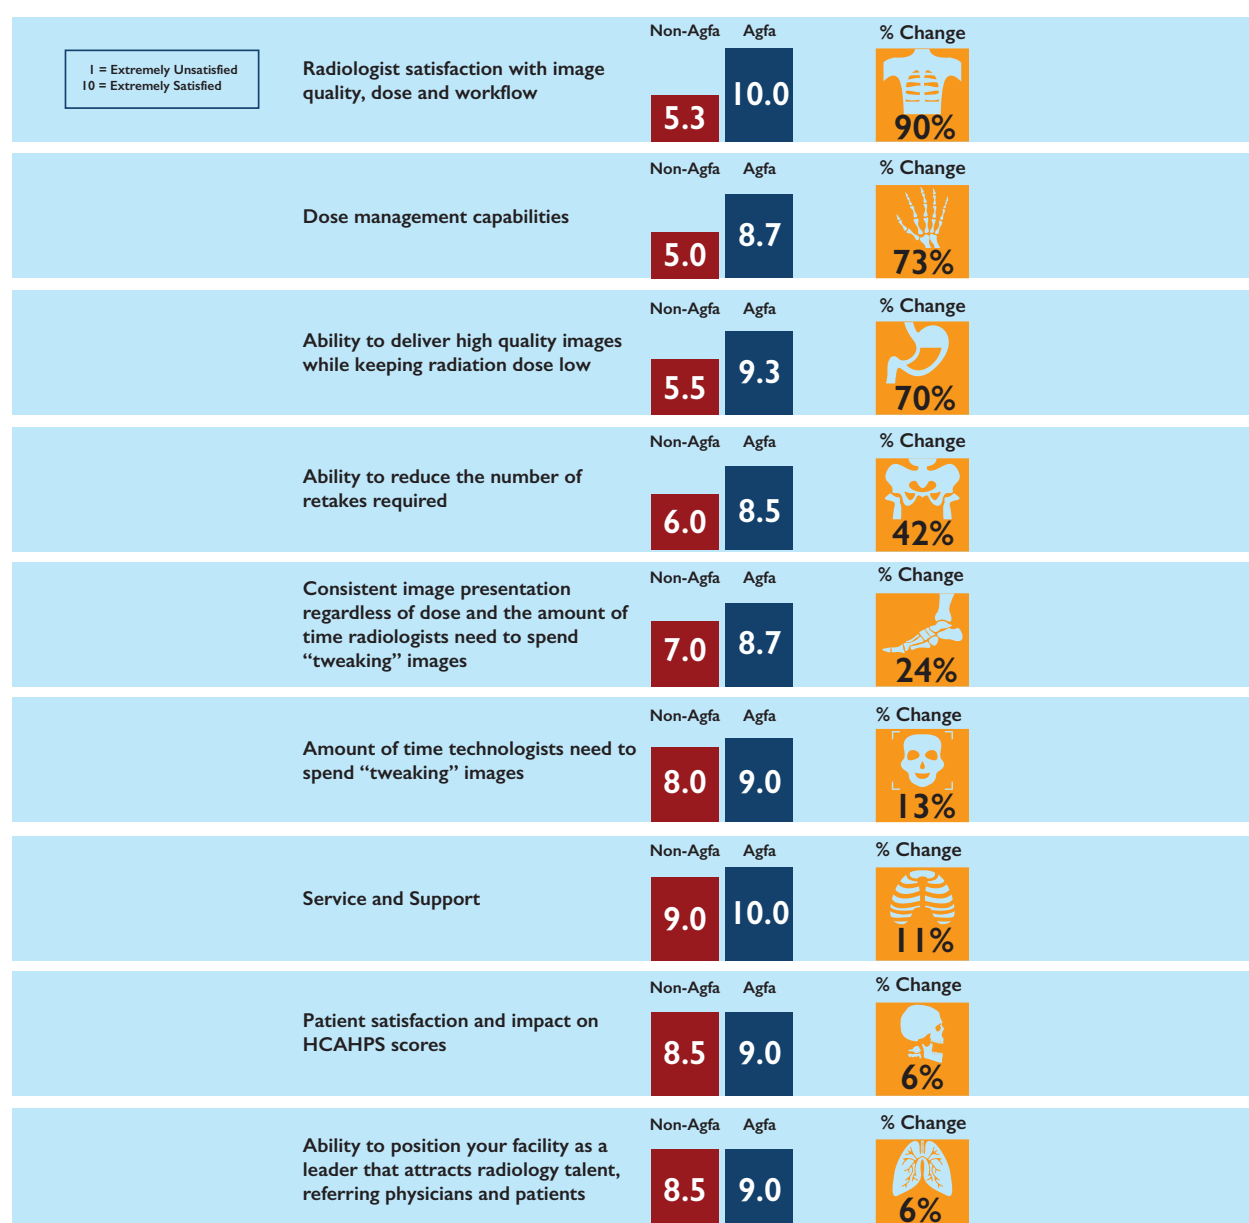 1 = Extremely Unsatisfied
10 = Extremely Satisfied
Radiologist satisfaction with image
quality, dose and workflow
Non-Agfa Agfa % Change
5.3 10.0 90%
Dose management capabilities
Non-Agfa Agfa % Change
5.0 8.7 73%
Ability to deliver high quality images
while keeping radiation dose low
Non-Agfa Agfa % Change
5.5 9.3 70%
Ability to reduce the number of
retakes required
Non-Agfa Agfa % Change
6.0 8.5 42%
Consistent image presentation
regardless of dose and the amount of
time radiologists need to spend
“tweaking” images
Non-Agfa Agfa % Change
7.0 8.7 24%
Amount of time technologists need to
spend “tweaking” images
Non-Agfa Agfa % Change
8.0 9.0 13%
Service and Support
Non-Agfa Agfa % Change
9.0 10.0 11%
Patient satisfaction and impact on
HCAHPS scores
Non-Agfa Agfa % Change
8.5 9.0 6%
Ability to position your facility as a
leader that attracts radiology talent,
referring physicians and patients
Non-Agfa Agfa % Change
8.5 9.0 6%